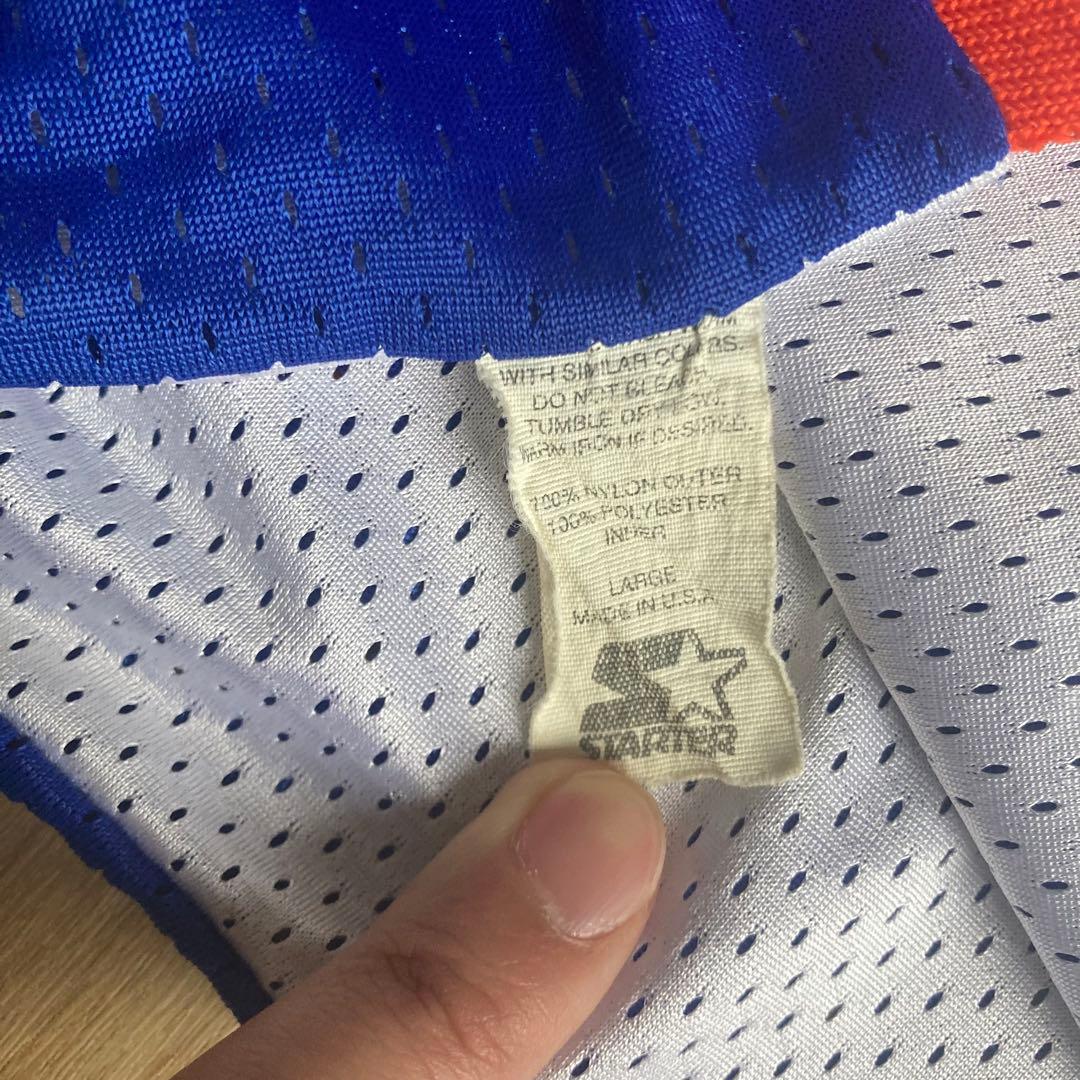 WITH SIMILAR COLORS.
DO NOT BLEACH.
TUMBLE DRY LOW.
WARM IRON IF DESIRED.
100% NYLON OUTER
100% POLYESTER
INNER
LARGE
MADE IN U.S.A.
STARTER